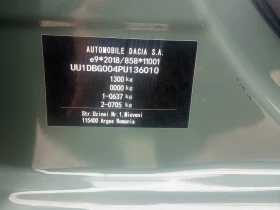 AUTOMOBILE DACIA S.A.
e9*2018/858*11001
UU1DBG004PU136010
1300 kg
0000 kg
1-0637 kg
2-0705 kg
Str.Uzinei Nr.1,Mioveni
115400 Arges Romania